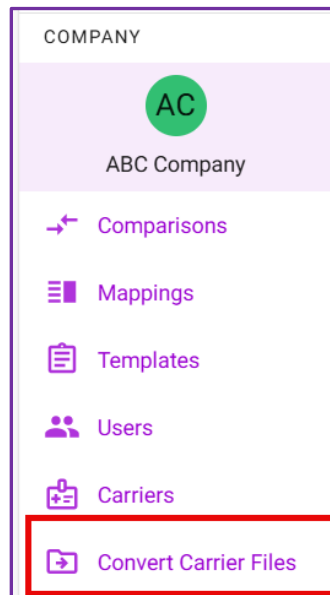 COMPANY
AC
ABC Company
Comparisons
Mappings
Templates
Users
Carriers
Convert Carrier Files